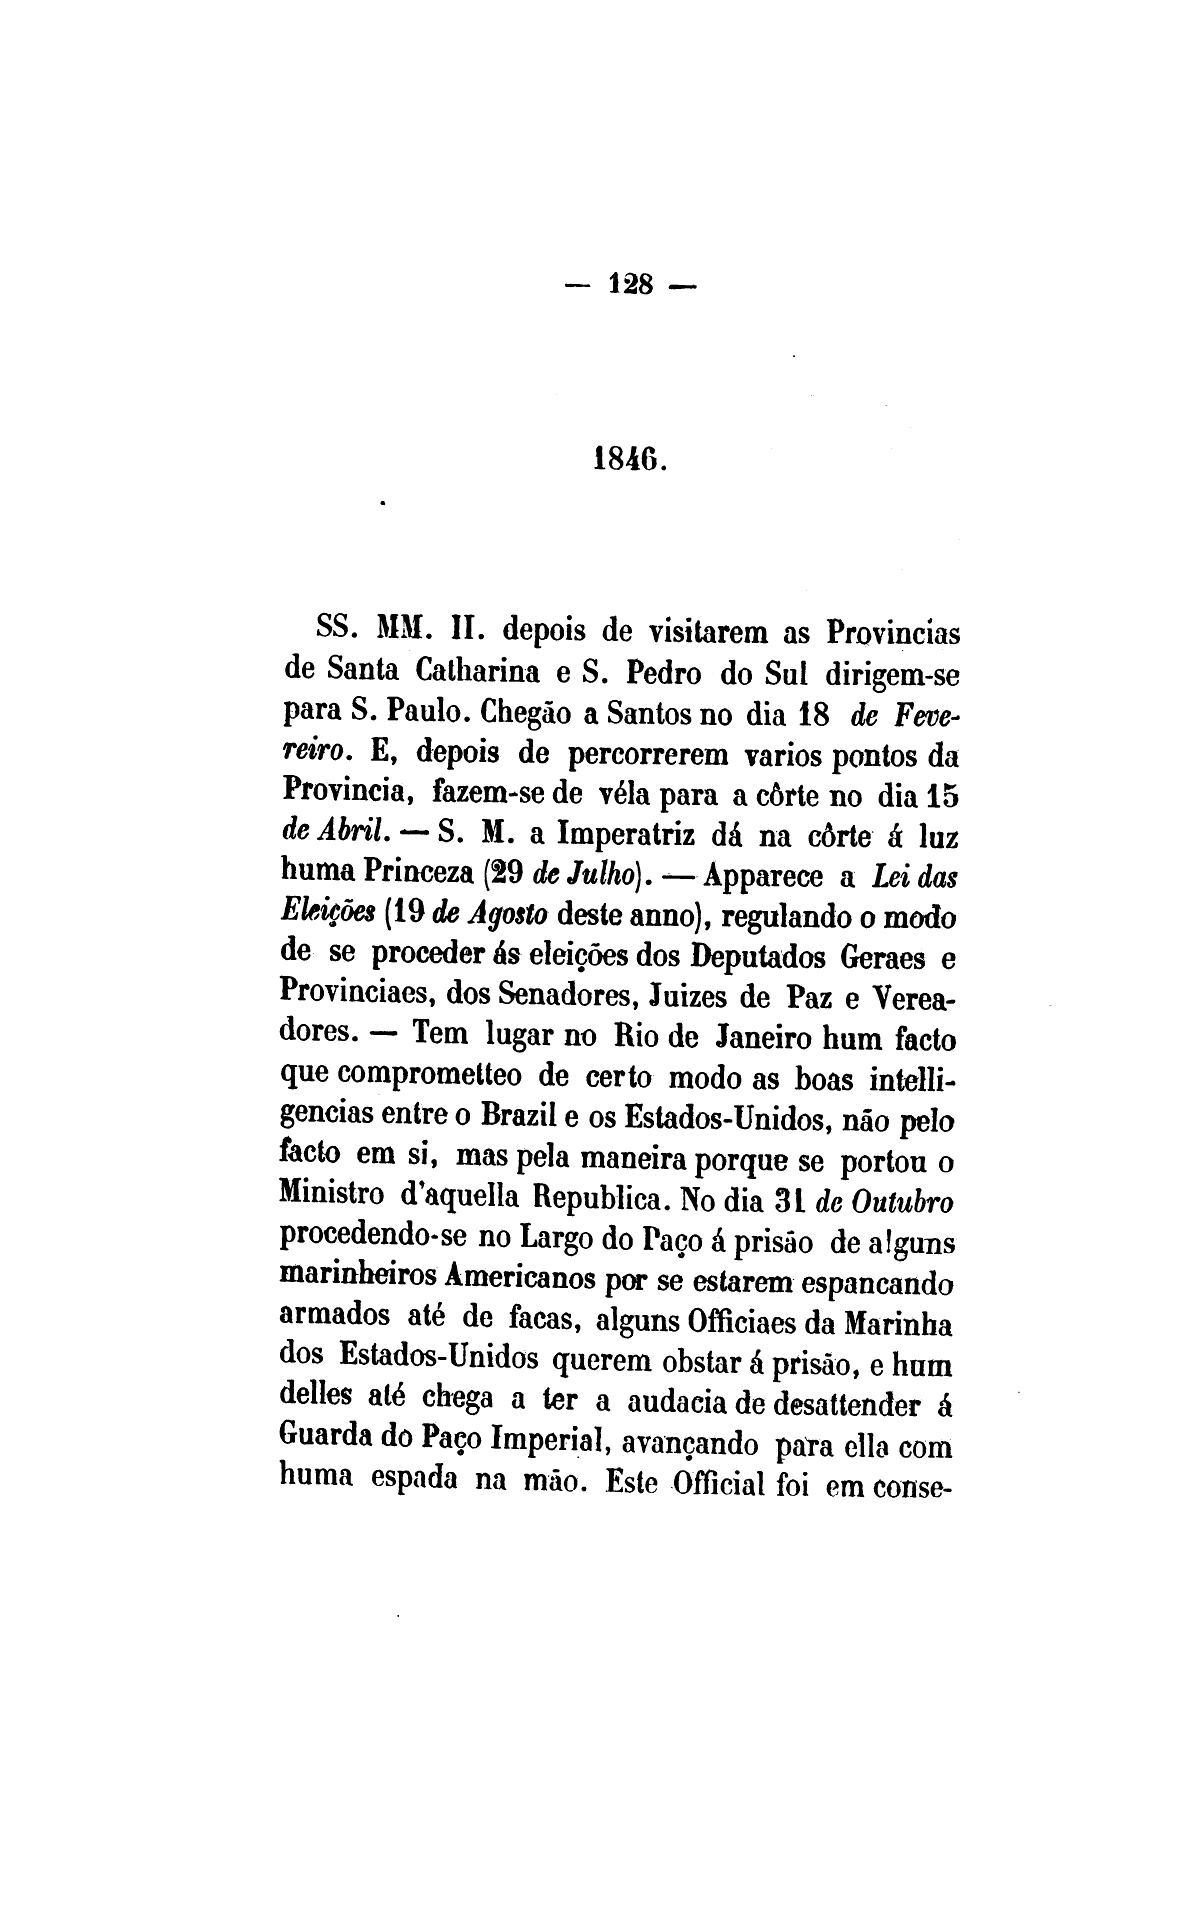 — 128 —
1846.
SS. MM. II. depois de visitarem as Provincias
de Santa Catharina e S. Pedro do Sul dirigem-se
para S. Paulo. Chegão a Santos no dia 18 de Feve-
reiro. E, depois de percorrerem varios pontos da
Provincia, fazem-se de véla para a côrte no dia 15
de Abril. — S. M. a Imperatriz dá na côrte á luz
huma Princeza (29 de Julho). — Apparece a Lei das
Eleições (19 de Agosto deste anno), regulando o modo
de se proceder ás eleições dos Deputados Geraes e
Provinciaes, dos Senadores, Juizes de Paz e Verea-
dores. — Tem lugar no Rio de Janeiro hum facto
que comprometteo de certo modo as boas intelli-
gencias entre o Brazil e os Estados-Unidos, não pelo
facto em si, mas pela maneira porque se portou o
Ministro d'aquella Republica. No dia 31 de Outubro
procedendo-se no Largo do Paço á prisão de alguns
marinheiros Americanos por se estarem espancando
armados até de facas, alguns Officiaes da Marinha
dos Estados-Unidos querem obstar á prisão, e hum
delles até chega a ter a audacia de desattender á
Guarda do Paço Imperial, avançando para ella com
huma espada na mão. Este Official foi em conse-